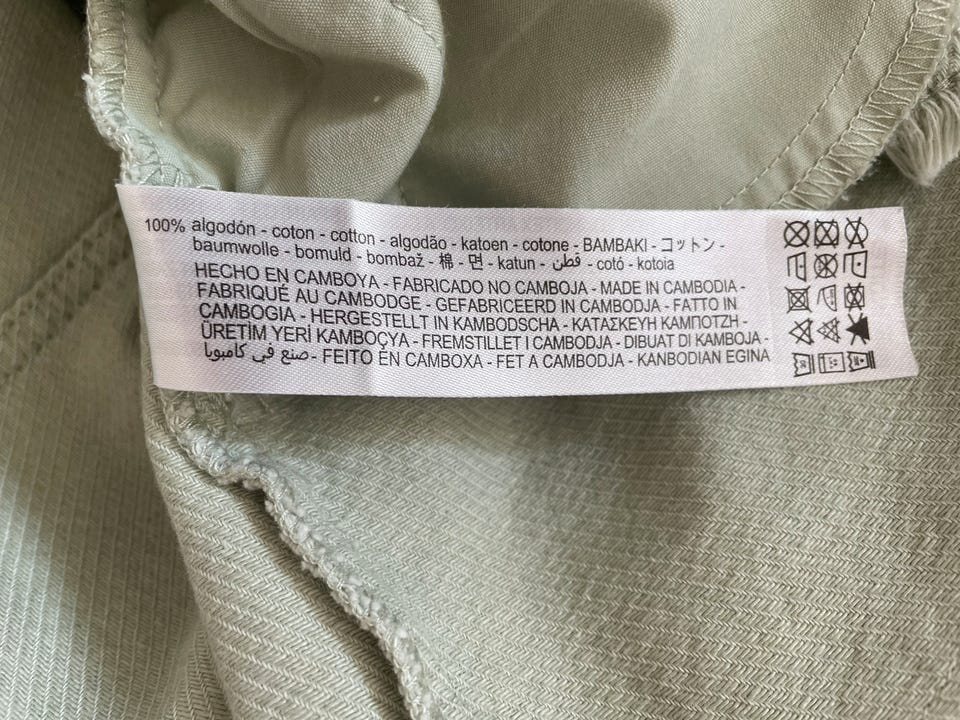 100% algodón - coton - cotton - algodão - katoen - cotone - BAMBAKI - コットン -
baumwolle - bomuld - bombaž - 棉 - 면 - katun - قطن - cotó - kotoia
HECHO EN CAMBOYA - FABRICADO NO CAMBOJA - MADE IN CAMBODIA -
FABRIQUÉ AU CAMBODGE - GEFABRICEERD IN CAMBODJA - FATTO IN
CAMBOGIA - HERGESTELLT IN KAMBODSCHA - ΚΑΤΑΣΚΕΥΗ ΚΑΜΠΟΤΖΗ -
ÜRETİM YERİ KAMBOÇYA - FREMSTILLET I CAMBODJA - DIBUAT DI KAMBOJA -
صنع في كامبوبا - FEITO EN CAMBOXA - FET A CAMBODJA - KANBODIAN EGINA